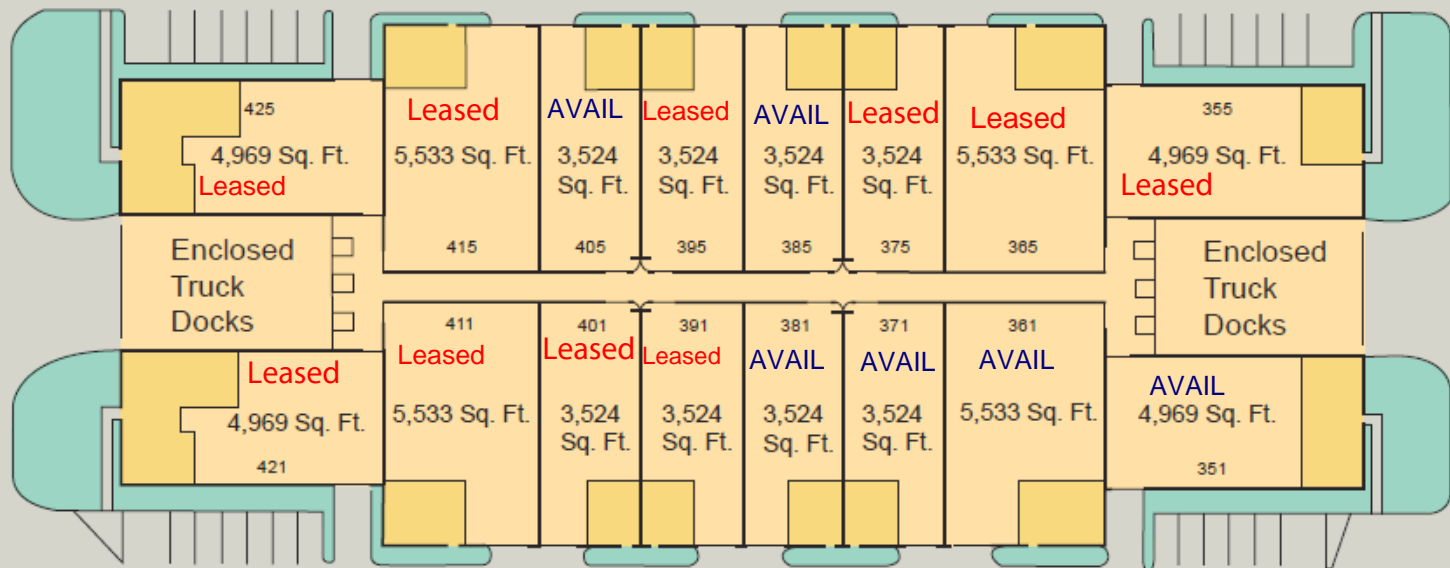 425
4,969 Sq. Ft.
Leased
Leased
5,533 Sq. Ft.
415
AVAIL
3,524
Sq. Ft.
405
Leased
3,524
Sq. Ft.
395
AVAIL
3,524
Sq. Ft.
385
Leased
3,524
Sq. Ft.
375
Leased
5,533 Sq. Ft.
365
355
4,969 Sq. Ft.
Leased
Enclosed
Truck
Docks
Enclosed
Truck
Docks
Leased
4,969 Sq. Ft.
421
411
Leased
5,533 Sq. Ft.
401
Leased
3,524
Sq. Ft.
391
Leased
3,524
Sq. Ft.
381
AVAIL
3,524
Sq. Ft.
371
AVAIL
3,524
Sq. Ft.
361
AVAIL
5,533 Sq. Ft.
AVAIL
4,969 Sq. Ft.
351